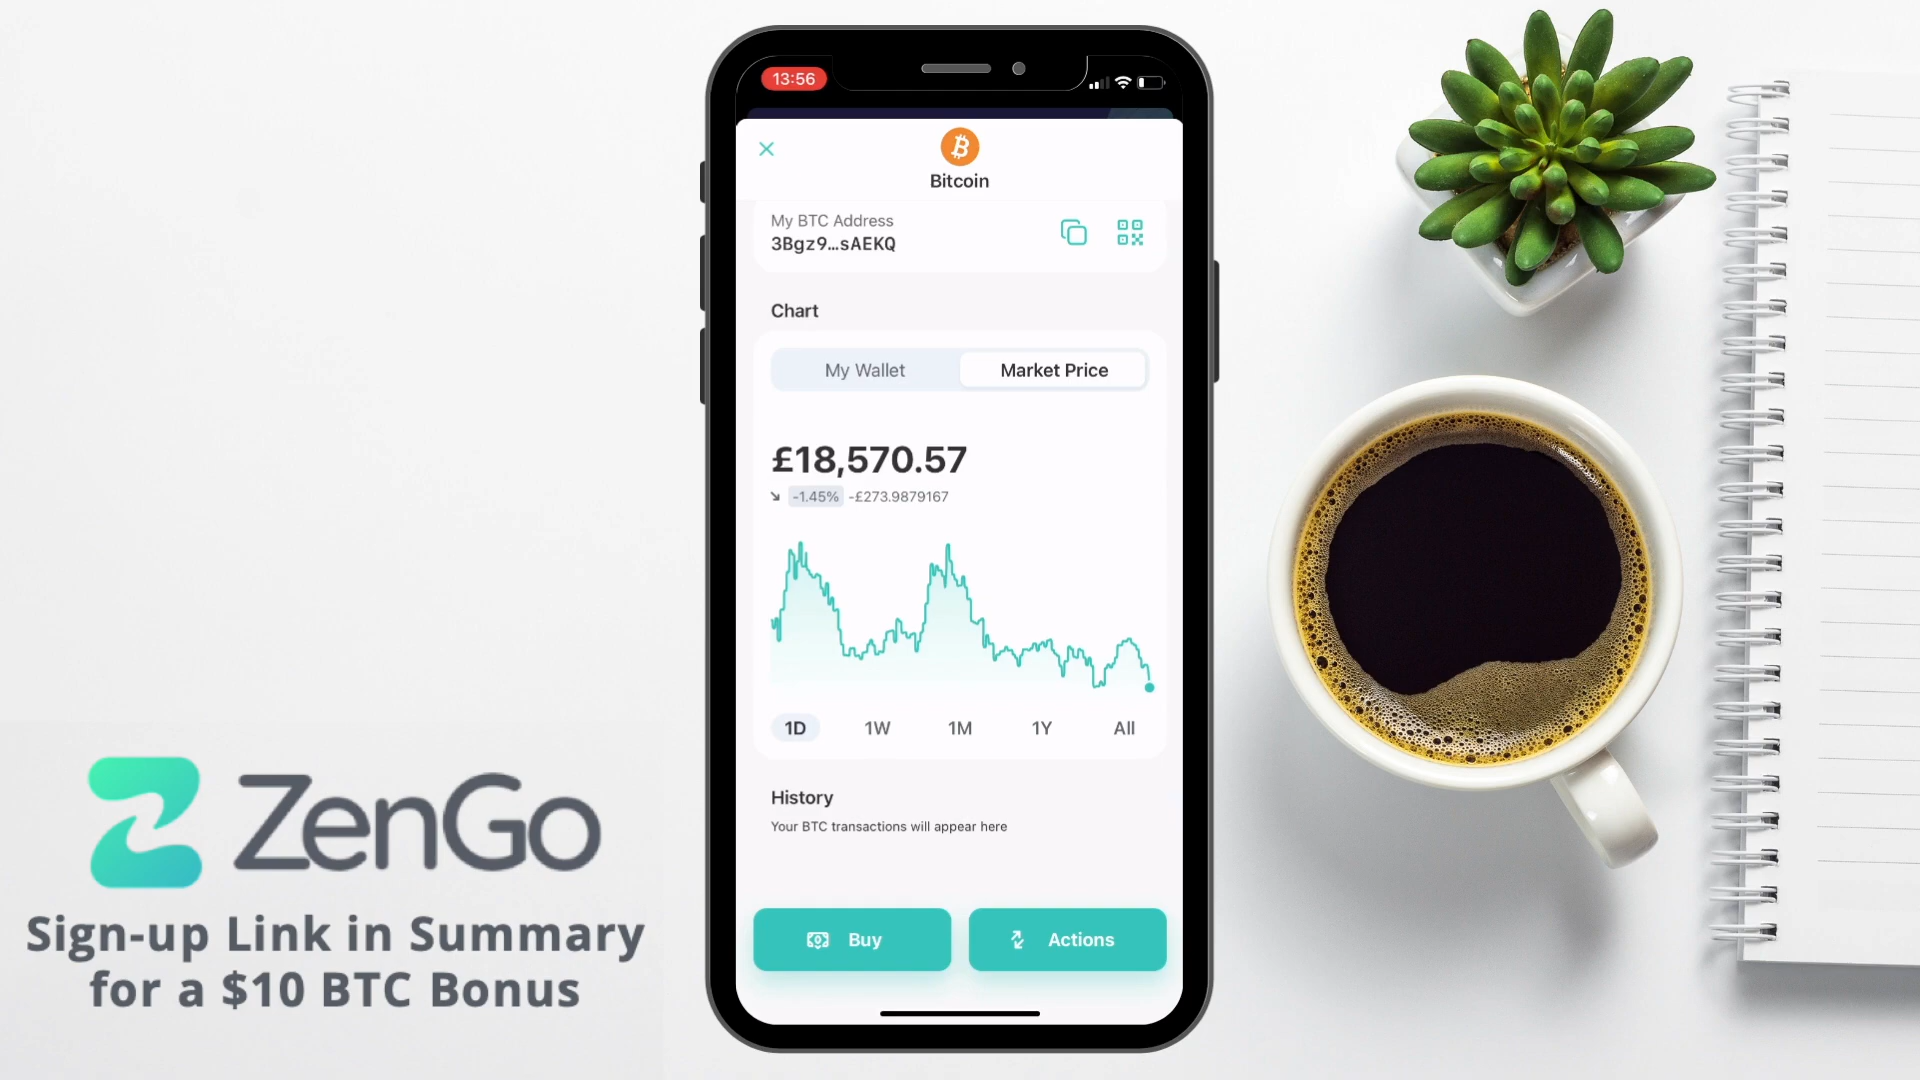 13:56
Bitcoin
My BTC Address
3Bgz9…sAEKQ
Chart
My Wallet
Market Price
£18,570.57
-1.45% -£273.9879167
1D 1W 1M 1Y All
History
Your BTC transactions will appear here
Buy
Actions
ZenGo
Sign-up Link in Summary
for a $10 BTC Bonus